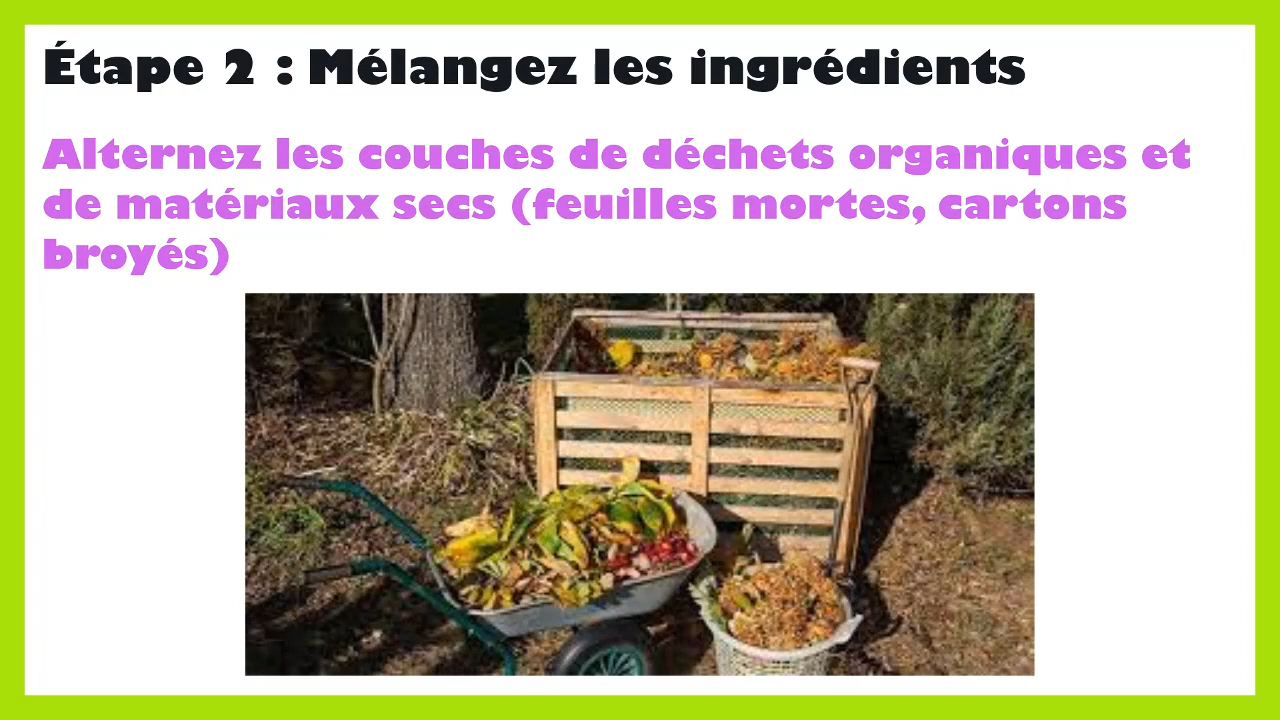 Étape 2 : Mélangez les ingrédients
Alternez les couches de déchets organiques et
de matériaux secs (feuilles mortes, cartons
broyés)